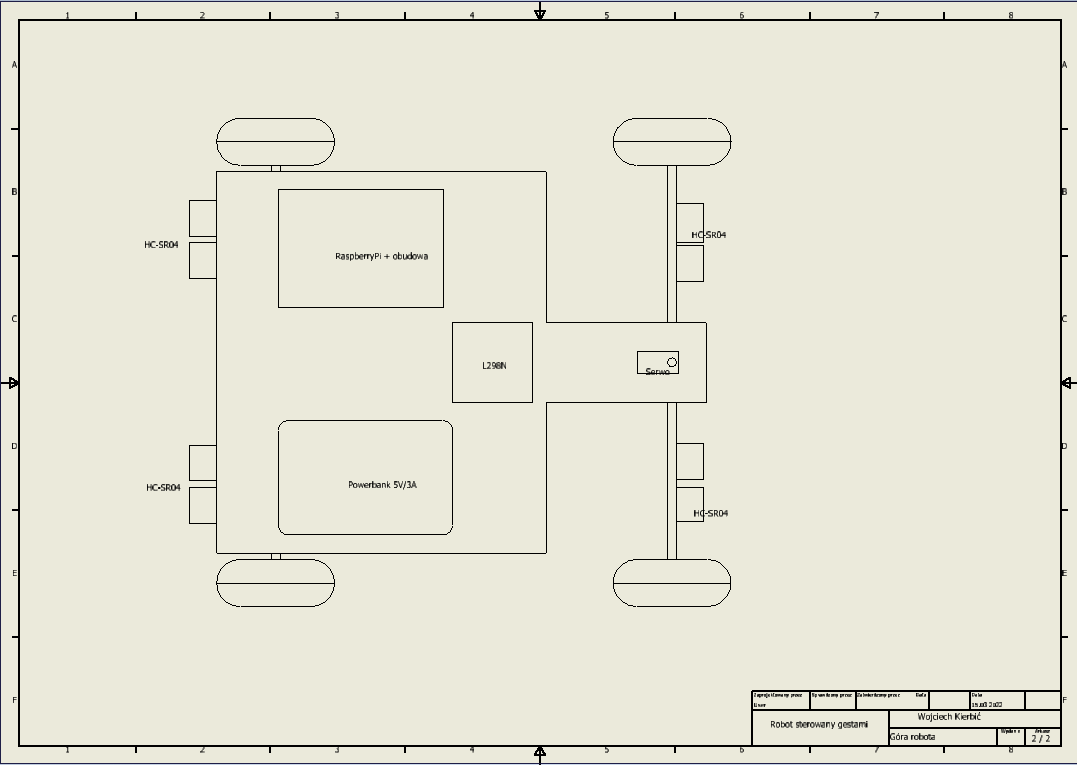 1 2 3 4 5 6 7 8
A A
B B
HC-SR04
HC-SR04
RaspberryPi + obudowa
C C
L298N
Serwo
D D
Powerbank 5V/3A
HC-SR04
HC-SR04
E E
F F
Zaprojektowany przez Sprawdzony przez Zatwierdzony przez Data Data
User
Robot sterowany gestami
Wojciech Kierbić
Góra robota
Wydanie Arkusz
2 / 2
1 2 3 4 5 6 7 8